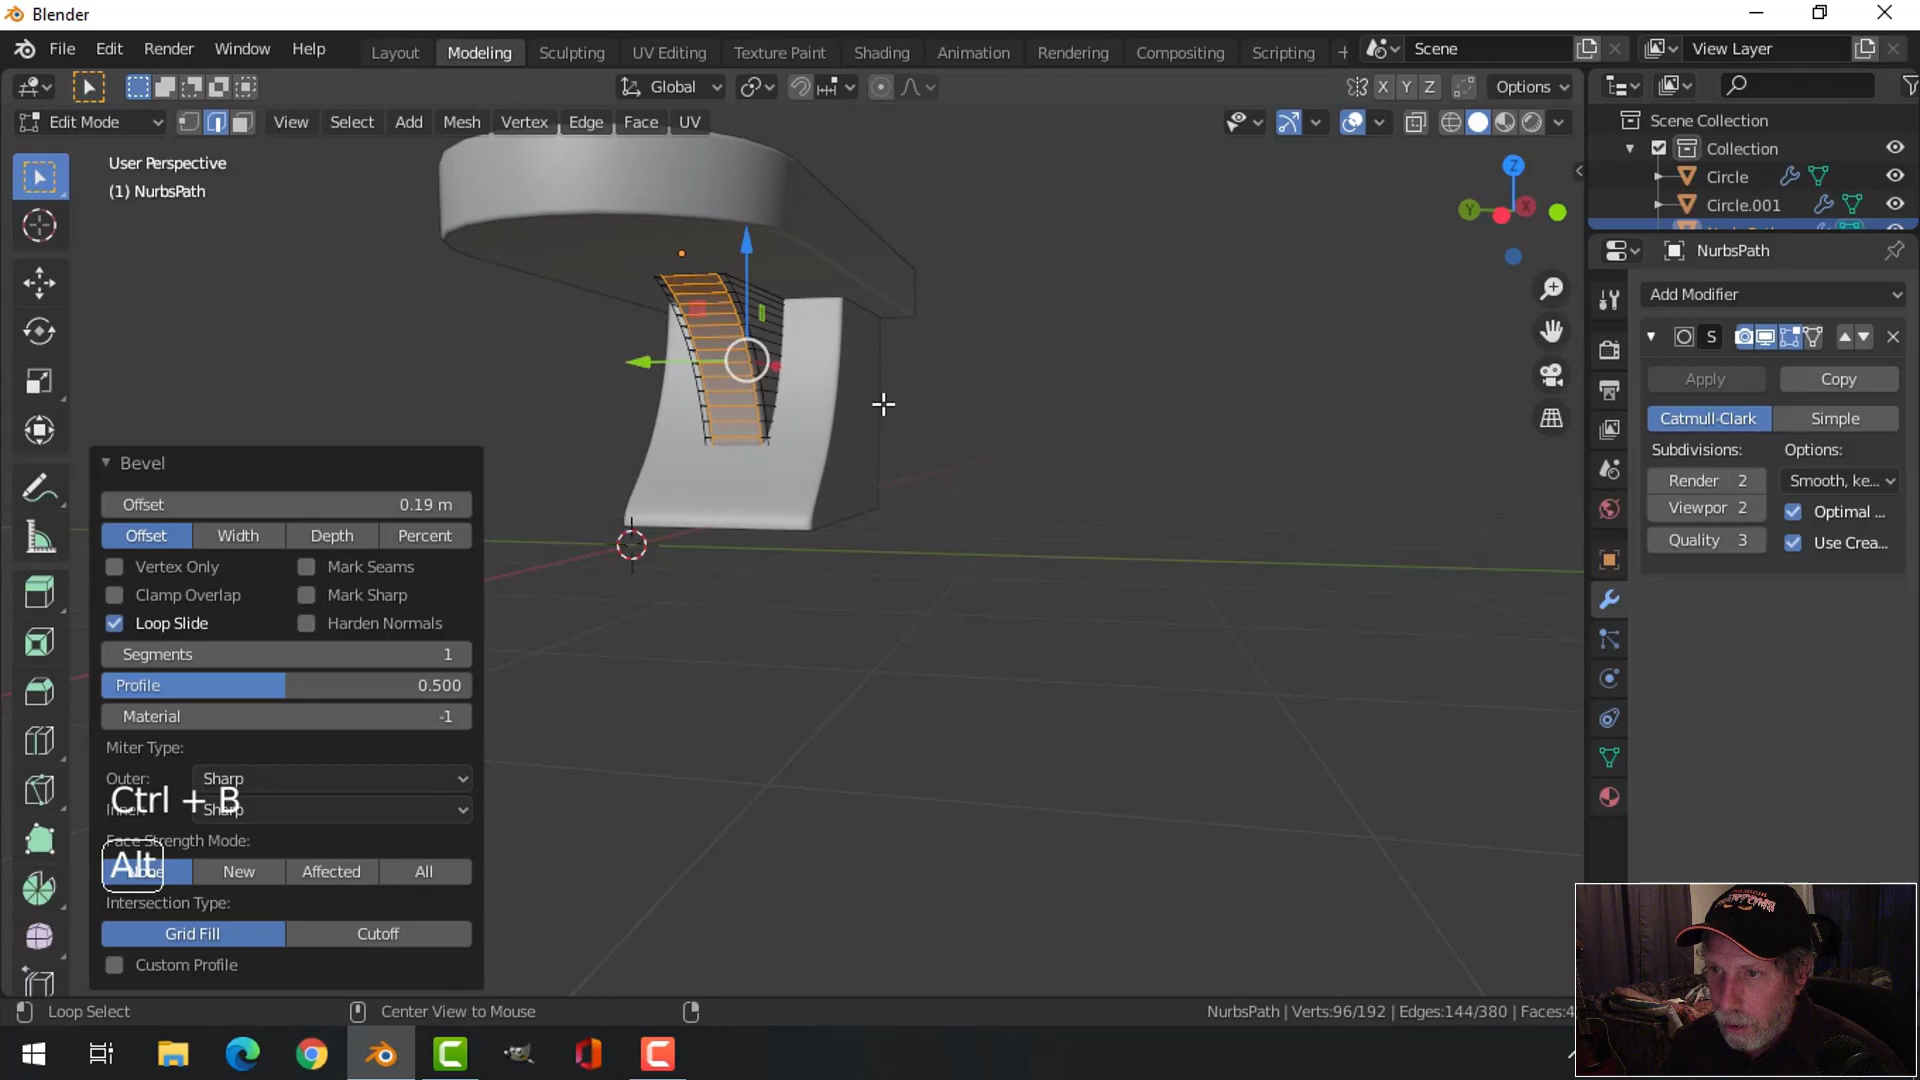 Blender
File Edit Render Window Help
Layout Modeling Sculpting UV Editing Texture Paint Shading Animation Rendering Compositing Scripting +
Scene
View Layer
Global
X Y Z
Options
Edit Mode
View Select Add Mesh Vertex Edge Face UV
User Perspective
(1) NurbsPath
Z
Y
X
Scene Collection
Collection
Circle
Circle.001
NurbsPath
Add Modifier
S
Apply
Copy
Catmull-Clark
Simple
Subdivisions:
Options:
Render 2
Smooth, ke...
Viewpor 2
Optimal ...
Quality 3
Use Crea...
Bevel
Offset 0.19 m
Offset Width Depth Percent
Vertex Only
Mark Seams
Clamp Overlap
Mark Sharp
Loop Slide
Harden Normals
Segments 1
Profile 0.500
Material -1
Miter Type:
Outer: Sharp
Ctrl + B
Sharp
Face Strength Mode:
Alt
New Affected All
Intersection Type:
Grid Fill Cutoff
Custom Profile
Loop Select
Center View to Mouse
NurbsPath | Verts:96/192 | Edges:144/380 | Faces:4